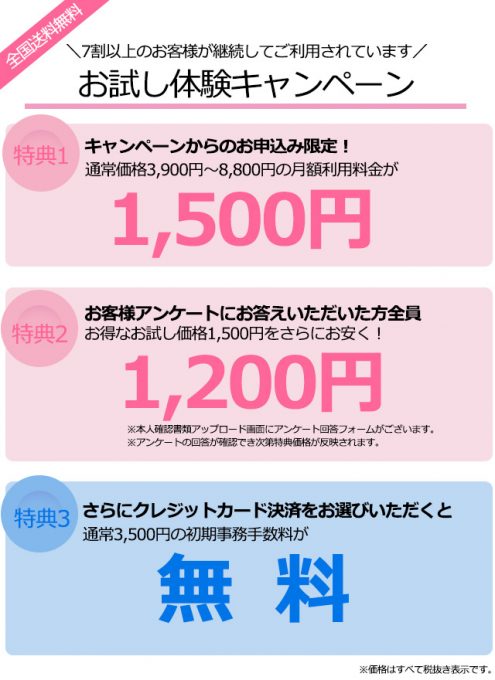 全国送料無料
＼7割以上のお客様が継続してご利用されています／
お試し体験キャンペーン
特典1
キャンペーンからのお申込み限定！
通常価格3,900円～8,800円の月額利用料金が
1,500円
特典2
お客様アンケートにお答えいただいた方全員
お得なお試し価格1,500円をさらにお安く！
1,200円
※本人確認書類アップロード画面にアンケート回答フォームがございます。
※アンケートの回答が確認でき次第特典価格が反映されます。
特典3
さらにクレジットカード決済をお選びいただくと
通常3,500円の初期事務手数料が
無料
※価格はすべて税抜き表示です。